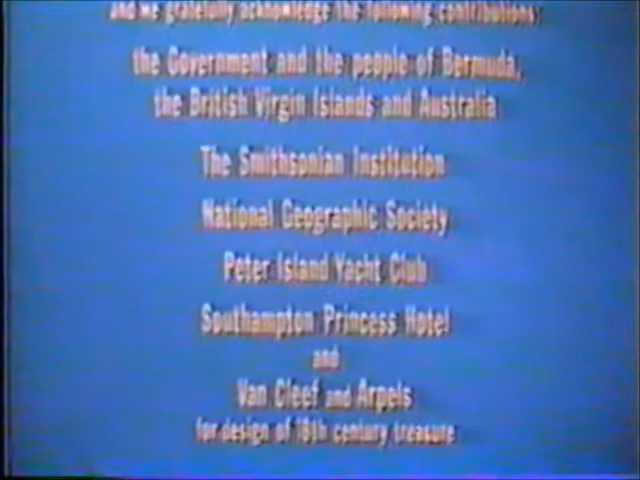 and we gratefully acknowledge the following contributions:
the Government and the people of Bermuda,
the British Virgin Islands and Australia
The Smithsonian Institution
National Geographic Society
Peter Island Yacht Club
Southampton Princess Hotel
and
Van Cleef and Arpels
for design of 18th century treasure